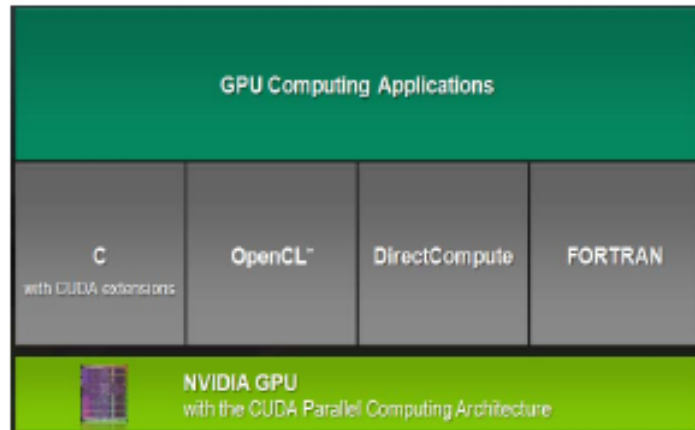 GPU Computing Applications
C
with CUDA extensions
OpenCL™
DirectCompute
FORTRAN
NVIDIA GPU
with the CUDA Parallel Computing Architecture